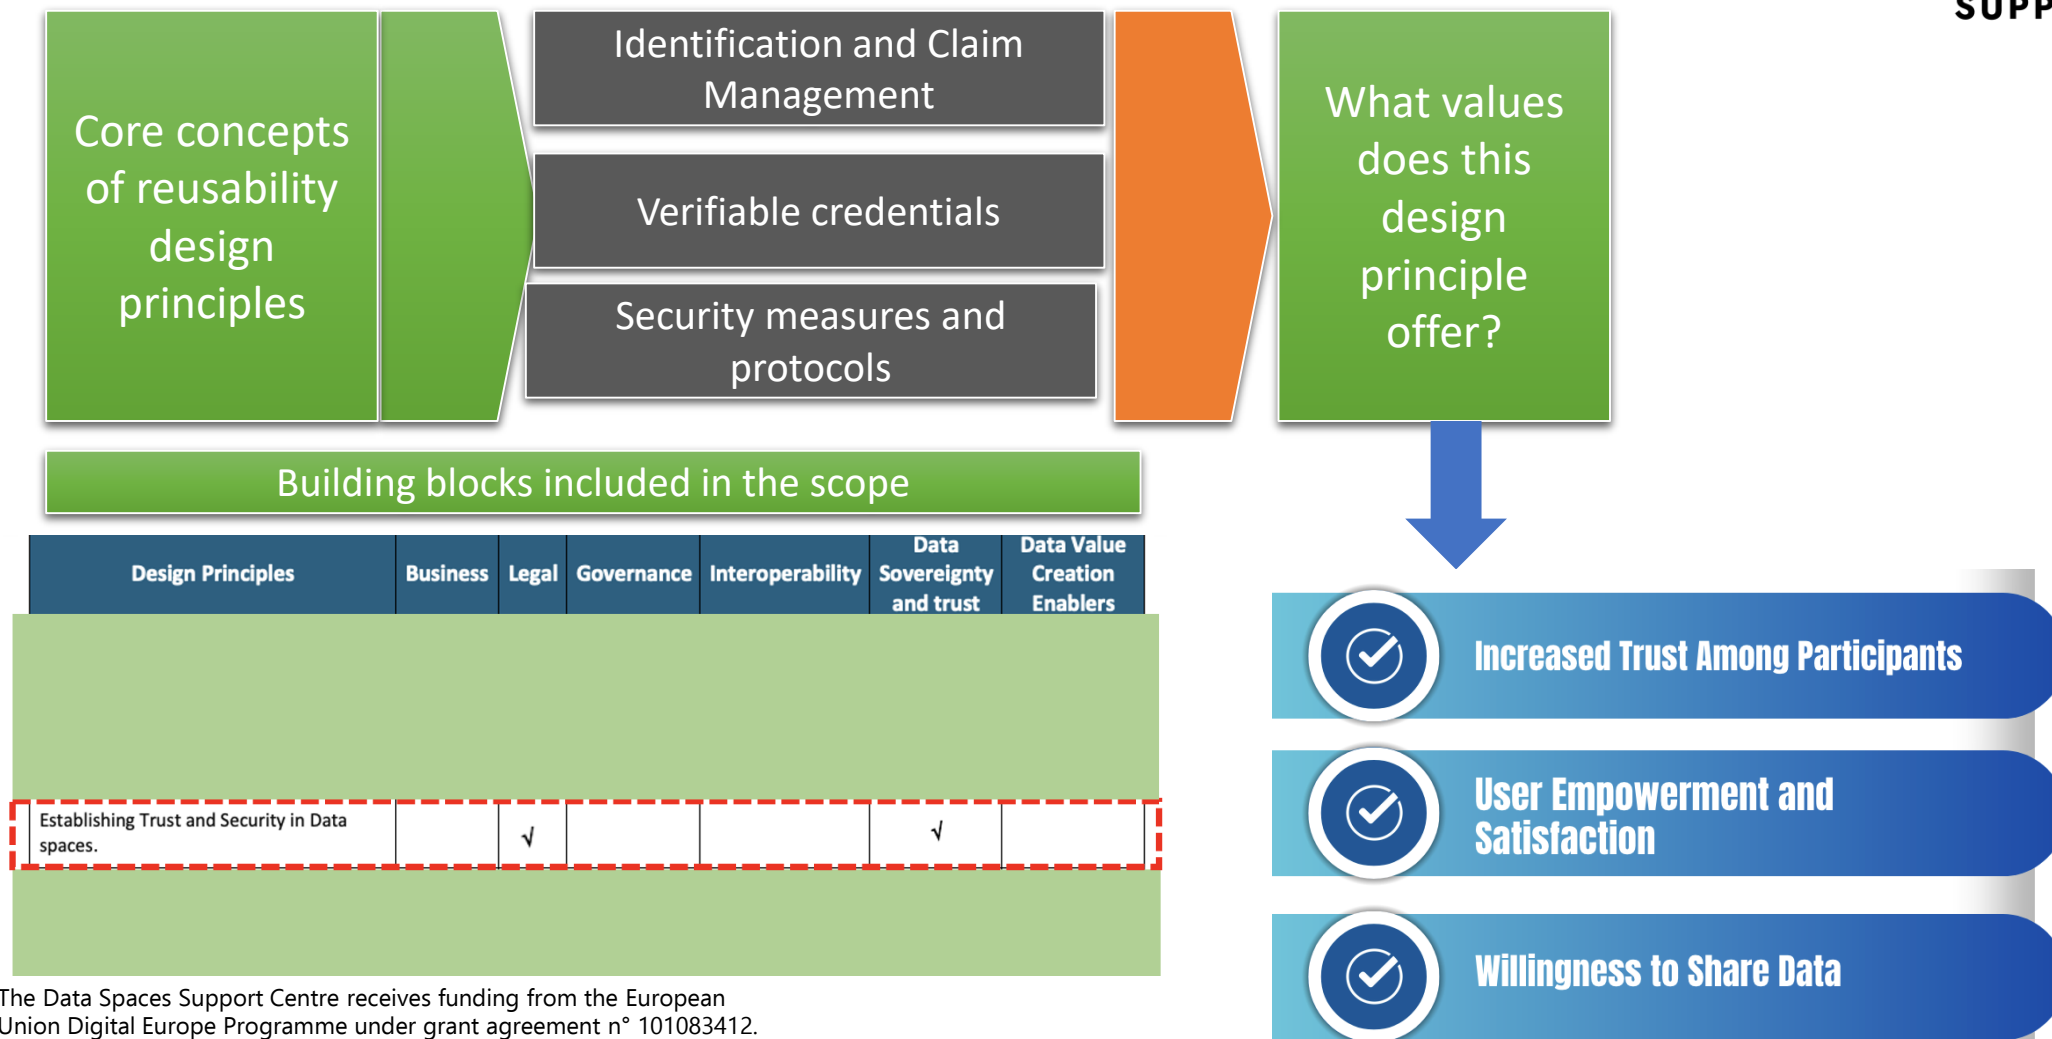 SUPP
Core concepts
of reusability
design
principles
Identification and Claim
Management
Verifiable credentials
Security measures and
protocols
What values
does this
design
principle
offer?
Building blocks included in the scope
Design Principles
Business
Legal
Governance
Interoperability
Data
Sovereignty
and trust
Data Value
Creation
Enablers
Establishing Trust and Security in Data
spaces.
√
√
Increased Trust Among Participants
User Empowerment and
Satisfaction
Willingness to Share Data
The Data Spaces Support Centre receives funding from the European
Union Digital Europe Programme under grant agreement n° 101083412.